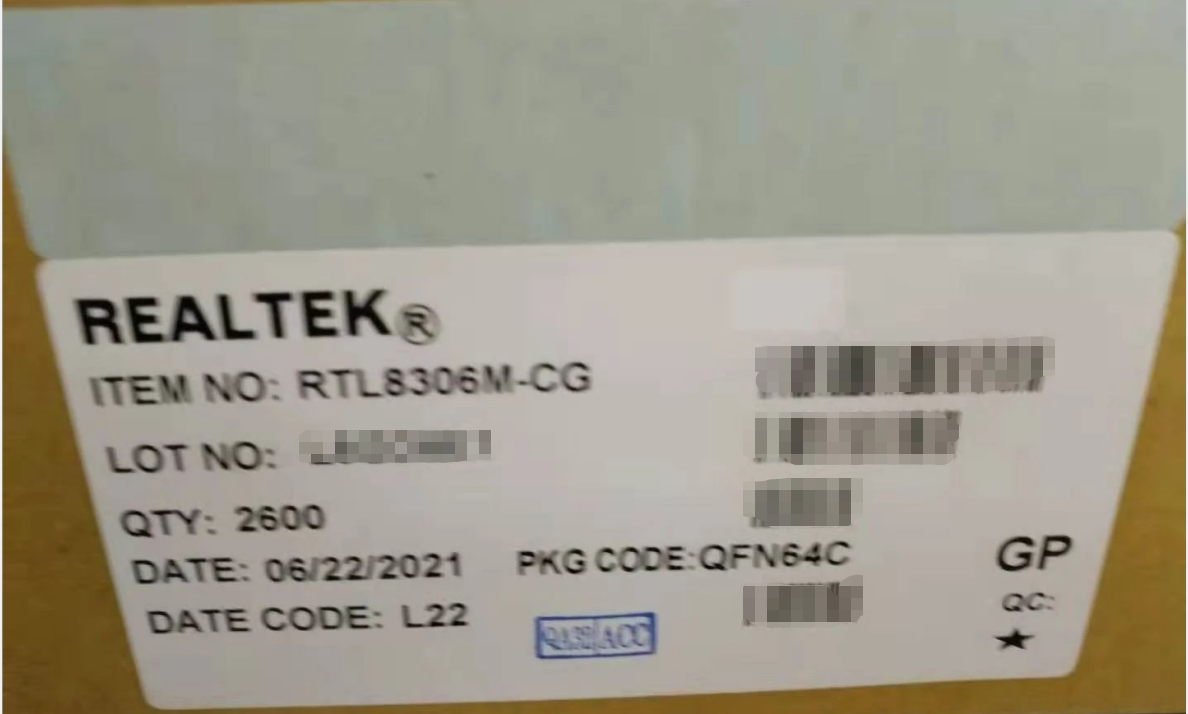 REALTEK®
ITEM NO: RTL8306M-CG
LOT NO:
QTY: 2600
DATE: 06/22/2021 PKG CODE:QFN64C
DATE CODE: L22
GP
QC:
ACC